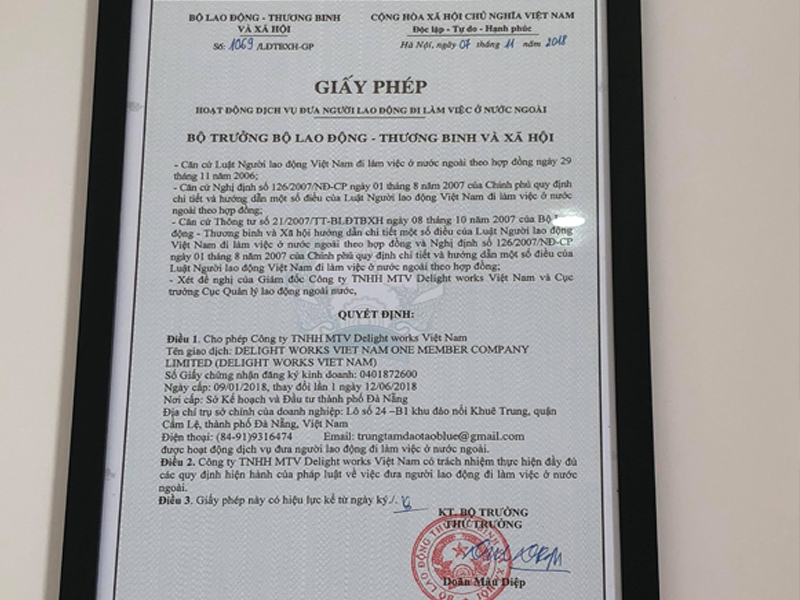 BỘ LAO ĐỘNG - THƯƠNG BINH
VÀ XÃ HỘI
Số: 1069 /LĐTBXH-GP
CỘNG HÒA XÃ HỘI CHỦ NGHĨA VIỆT NAM
Độc lập - Tự do - Hạnh phúc
Hà Nội, ngày 07 tháng 11 năm 2018
GIẤY PHÉP
HOẠT ĐỘNG DỊCH VỤ ĐƯA NGƯỜI LAO ĐỘNG ĐI LÀM VIỆC Ở NƯỚC NGOÀI
BỘ TRƯỞNG BỘ LAO ĐỘNG - THƯƠNG BINH VÀ XÃ HỘI
- Căn cứ Luật Người lao động Việt Nam đi làm việc ở nước ngoài theo hợp đồng ngày 29
tháng 11 năm 2006;
- Căn cứ Nghị định số 126/2007/NĐ-CP ngày 01 tháng 8 năm 2007 của Chính phủ quy định
chi tiết và hướng dẫn một số điều của Luật Người lao động Việt Nam đi làm việc ở nước
ngoài theo hợp đồng;
- Căn cứ Thông tư số 21/2007/TT-BLĐTBXH ngày 08 tháng 10 năm 2007 của Bộ Lao
động - Thương binh và Xã hội hướng dẫn chi tiết một số điều của Luật Người lao động
Việt Nam đi làm việc ở nước ngoài theo hợp đồng và Nghị định số 126/2007/NĐ-CP
ngày 01 tháng 8 năm 2007 của Chính phủ quy định chi tiết và hướng dẫn một số điều của
Luật Người lao động Việt Nam đi làm việc ở nước ngoài theo hợp đồng;
- Xét đề nghị của Giám đốc Công ty TNHH MTV Delight works Việt Nam và Cục
trưởng Cục Quản lý lao động ngoài nước,
QUYẾT ĐỊNH:
Điều 1. Cho phép Công ty TNHH MTV Delight works Việt Nam
Tên giao dịch: DELIGHT WORKS VIET NAM ONE MEMBER COMPANY
LIMITED (DELIGHT WORKS VIET NAM)
Số Giấy chứng nhận đăng ký kinh doanh: 0401872600
Ngày cấp: 09/01/2018, thay đổi lần 1 ngày 12/06/2018
Nơi cấp: Sở Kế hoạch và Đầu tư thành phố Đà Nẵng
Địa chỉ trụ sở chính của doanh nghiệp: Lô số 24 –B1 khu đảo nổi Khuê Trung, quận
Cẩm Lệ, thành phố Đà Nẵng, Việt Nam
Điện thoại: (84-91)9316474 Email: trungtamdaotaoblue@gmail.com
được hoạt động dịch vụ đưa người lao động đi làm việc ở nước ngoài.
Điều 2. Công ty TNHH MTV Delight works Việt Nam có trách nhiệm thực hiện đầy đủ
các quy định hiện hành của pháp luật về việc đưa người lao động đi làm việc ở nước
ngoài.
Điều 3. Giấy phép này có hiệu lực kể từ ngày ký./.
KT. BỘ TRƯỞNG
THỨ TRƯỞNG
Doãn Mậu Diệp